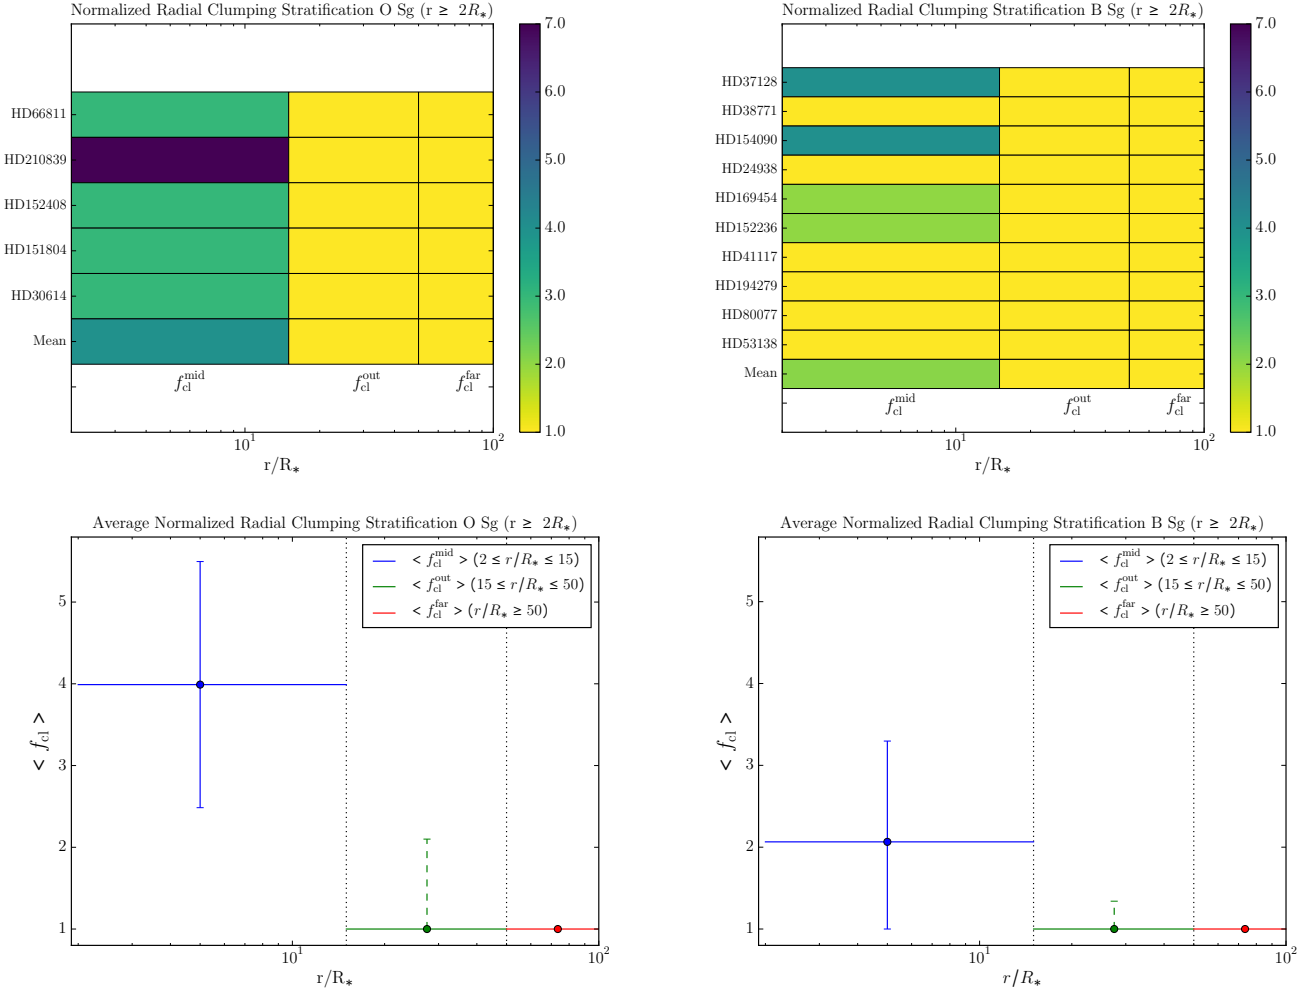 Normalized Radial Clumping Stratification O Sg (r ≥ 2R∗)
HD66811
HD210839
HD152408
HD151804
HD30614
Mean
f_cl^mid f_cl^out f_cl^far
10^1 10^2
r/R∗
7.0
6.0
5.0
4.0
3.0
2.0
1.0
Normalized Radial Clumping Stratification B Sg (r ≥ 2R∗)
HD37128
HD38771
HD154090
HD24938
HD169454
HD152236
HD41117
HD194279
HD80077
HD53138
Mean
f_cl^mid f_cl^out f_cl^far
10^1 10^2
r/R∗
7.0
6.0
5.0
4.0
3.0
2.0
1.0
Average Normalized Radial Clumping Stratification O Sg (r ≥ 2R∗)
< f_cl^mid > (2 ≤ r/R∗ ≤ 15)
< f_cl^out > (15 ≤ r/R∗ ≤ 50)
< f_cl^far > (r/R∗ ≥ 50)
5
4
3
2
1
< f_cl >
10^1 10^2
r/R∗
Average Normalized Radial Clumping Stratification B Sg (r ≥ 2R∗)
< f_cl^mid > (2 ≤ r/R∗ ≤ 15)
< f_cl^out > (15 ≤ r/R∗ ≤ 50)
< f_cl^far > (r/R∗ ≥ 50)
5
4
3
2
1
< f_cl >
10^1 10^2
r/R∗